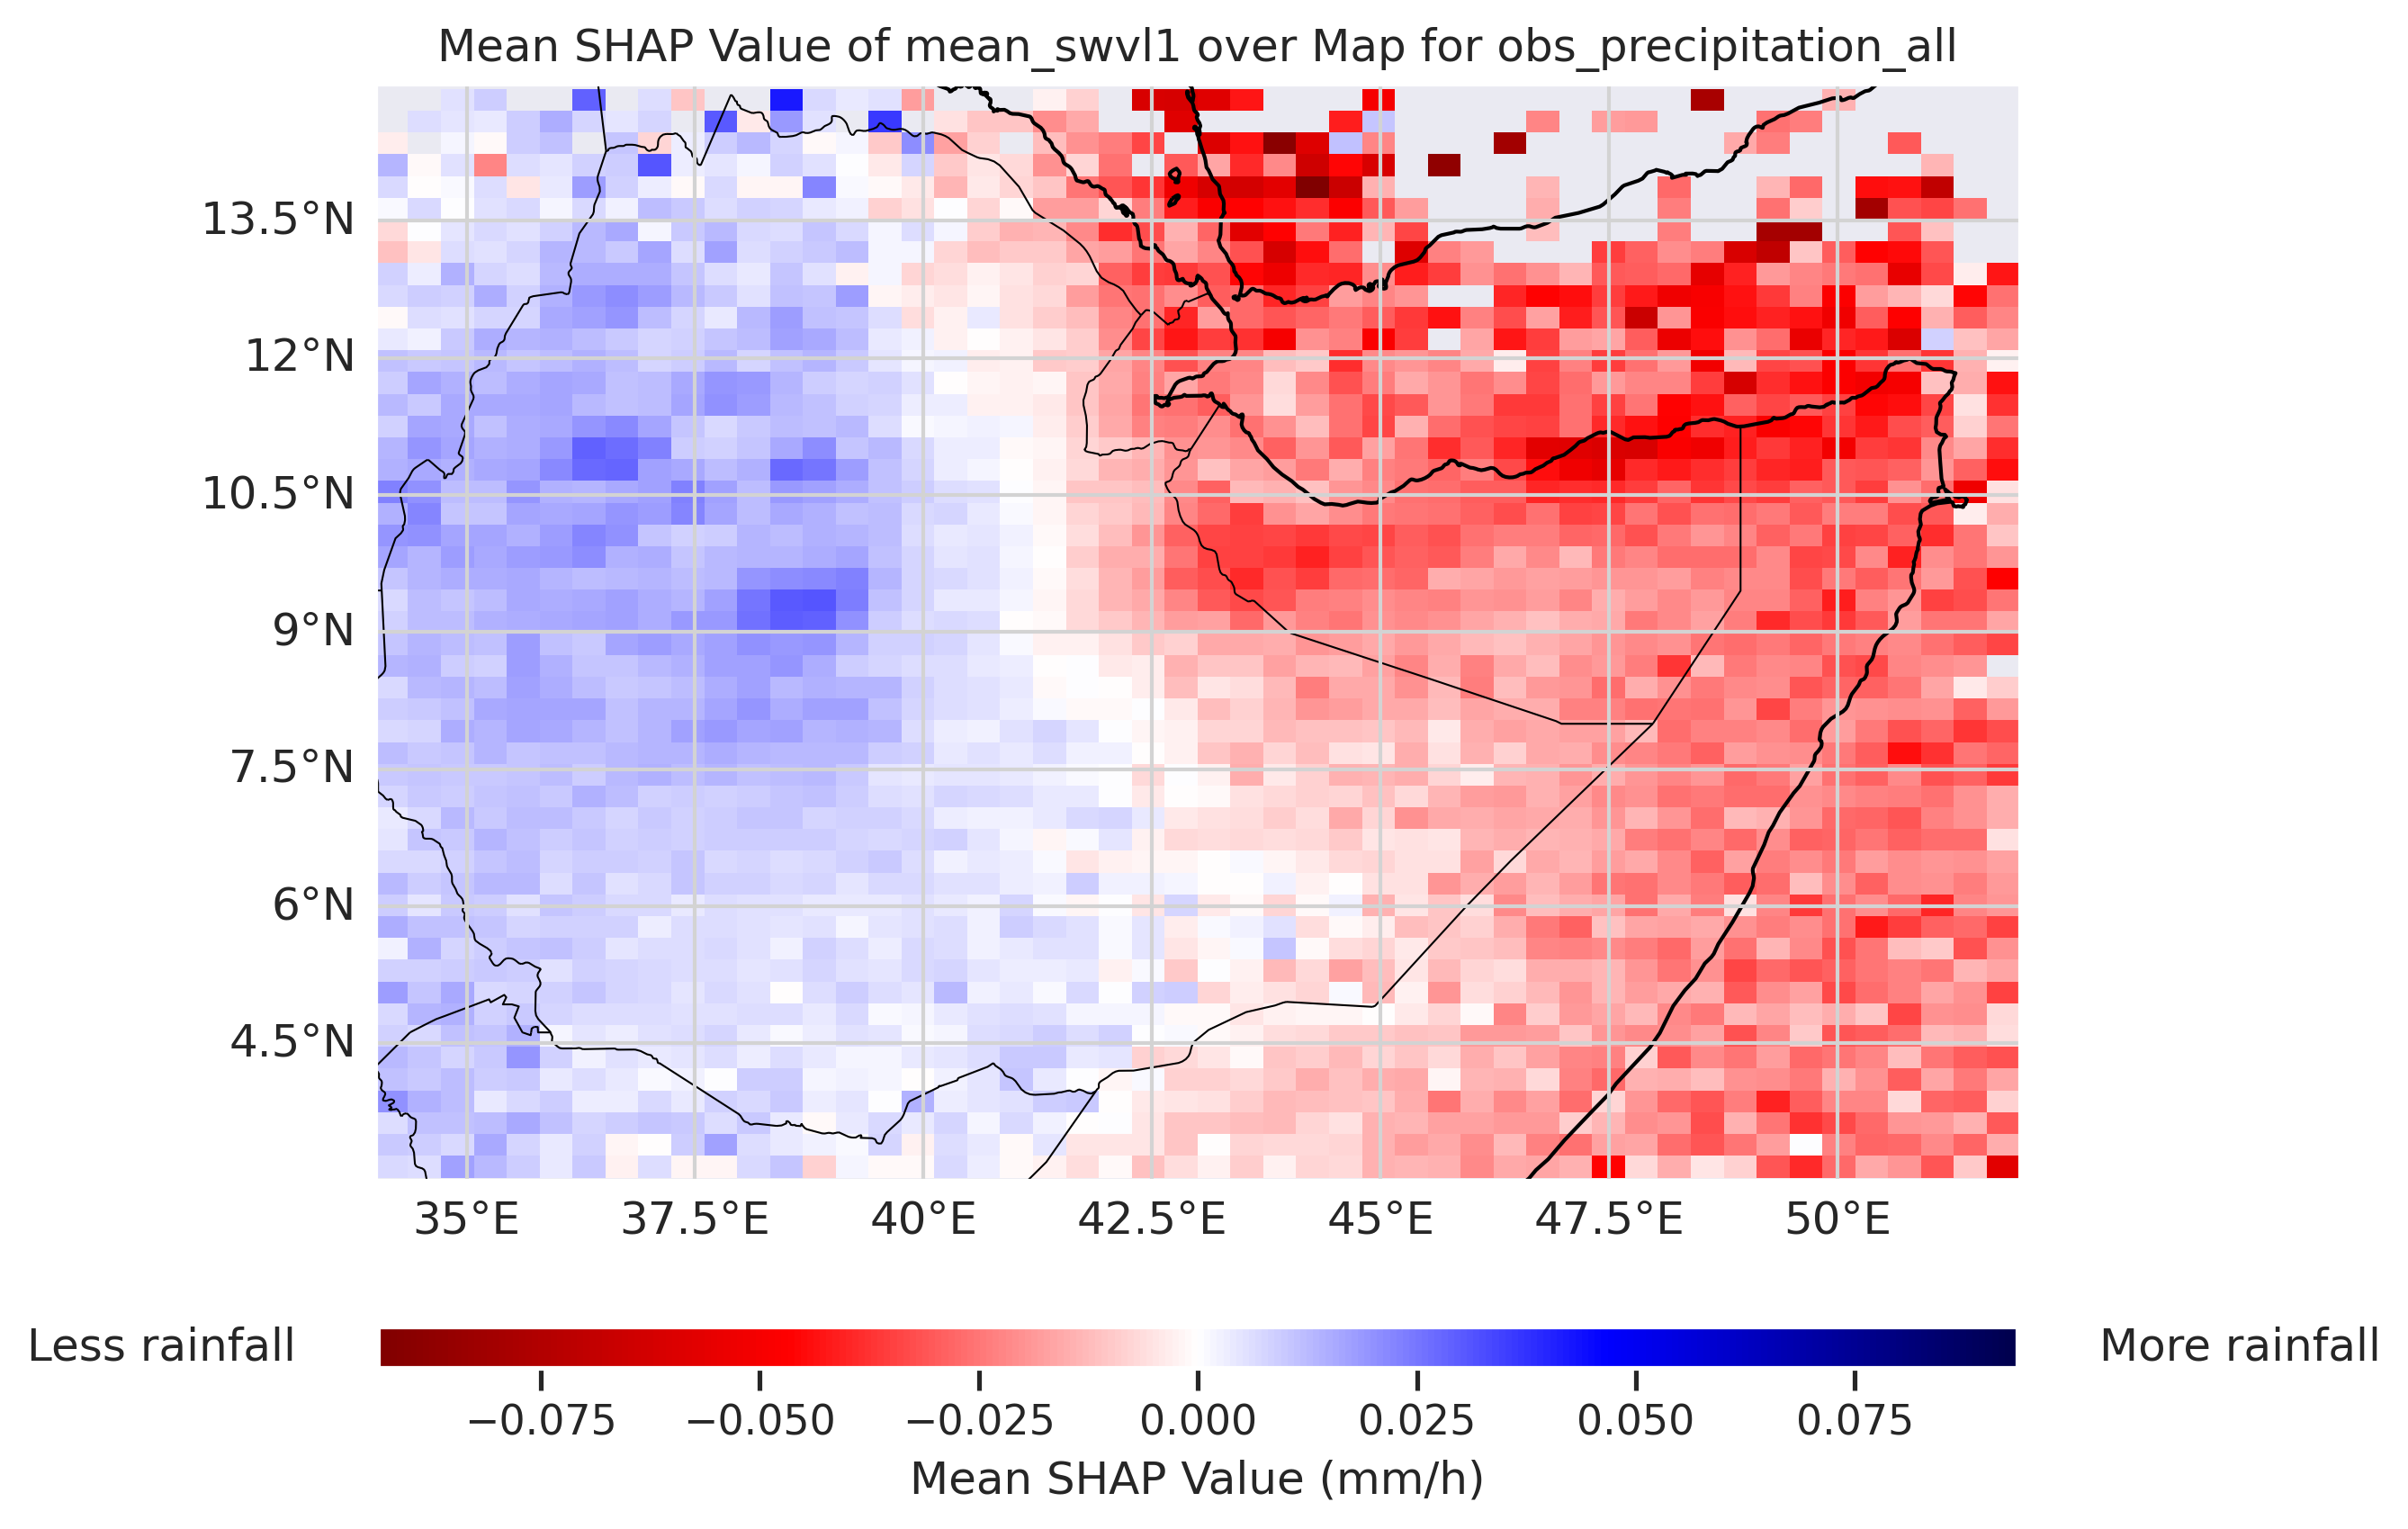 Mean SHAP Value of mean_swvl1 over Map for obs_precipitation_all
13.5°N
12°N
10.5°N
9°N
7.5°N
6°N
4.5°N
35°E 37.5°E 40°E 42.5°E 45°E 47.5°E 50°E
Less rainfall More rainfall
−0.075 −0.050 −0.025 0.000 0.025 0.050 0.075
Mean SHAP Value (mm/h)